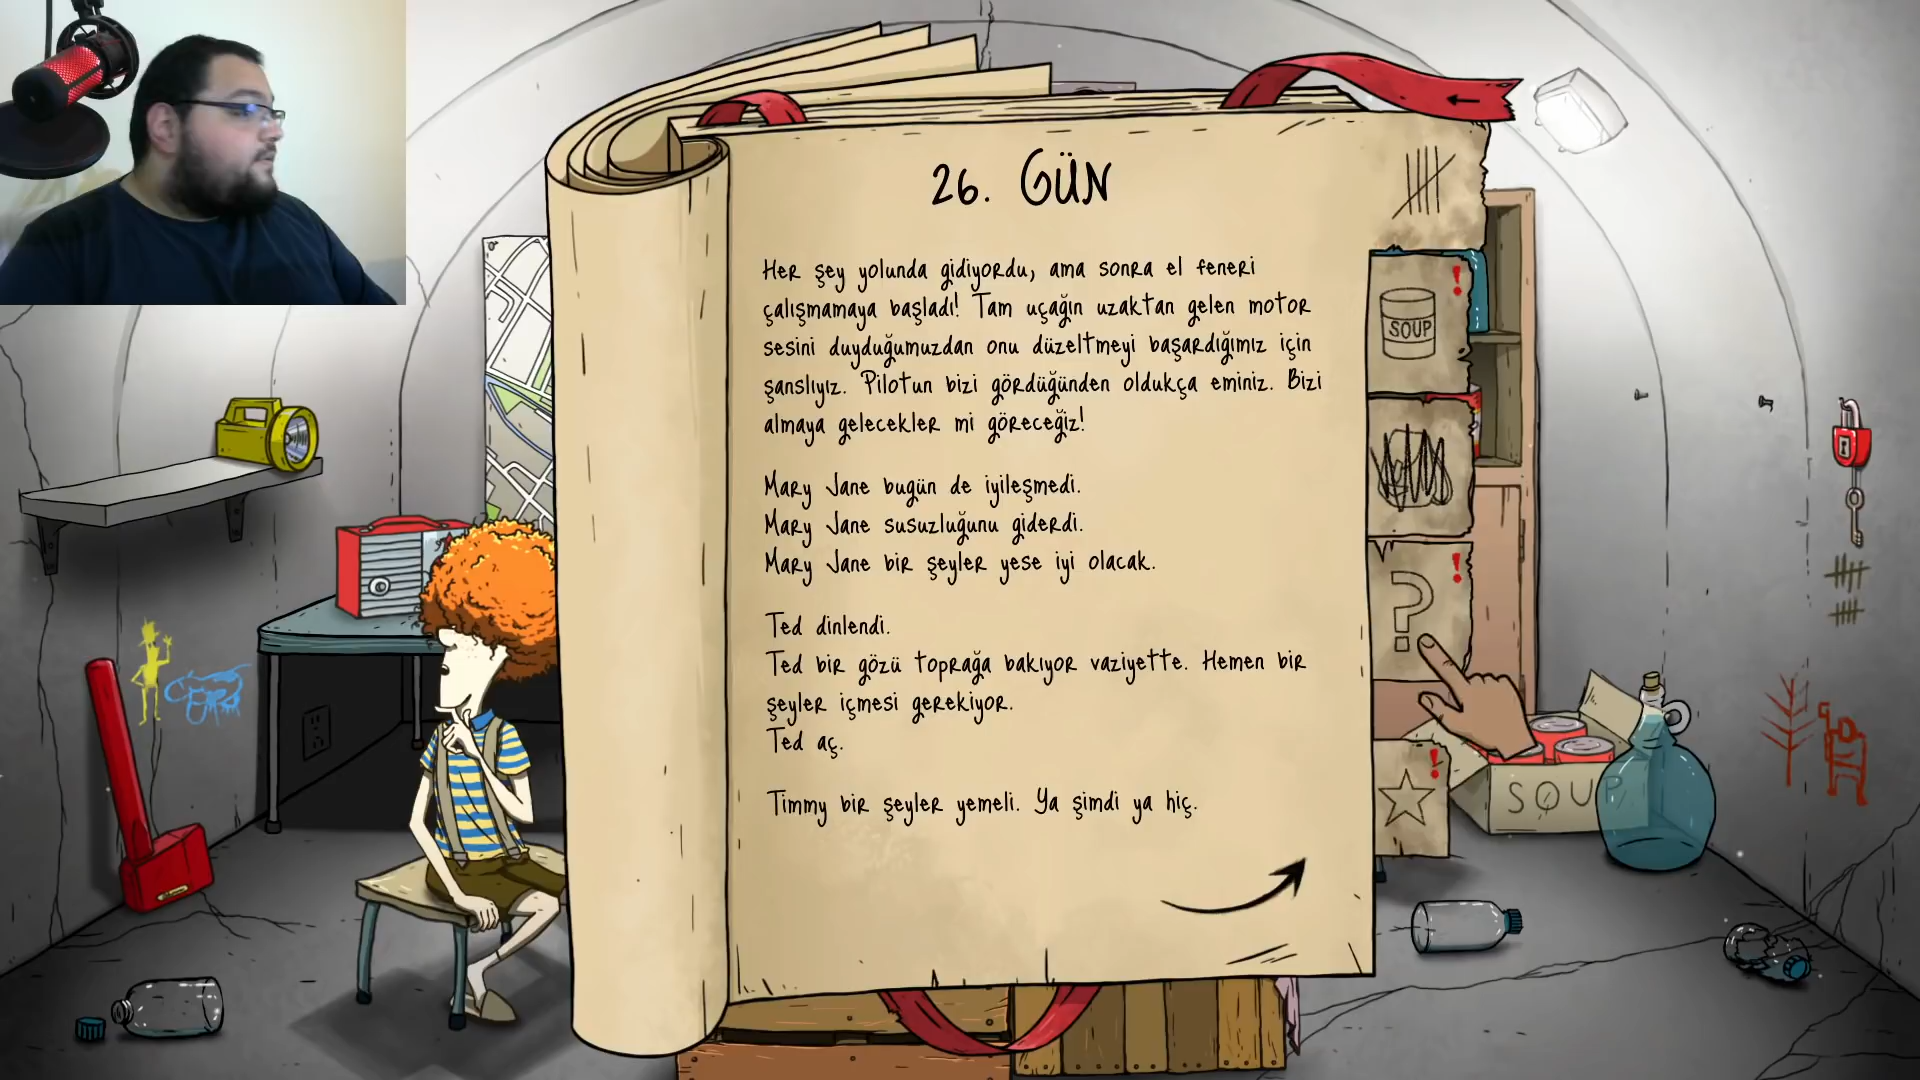 26. GÜN
Her şey yolunda gidiyordu, ama sonra el feneri
çalışmamaya başladı! Tam uçağın uzaktan gelen motor
sesini duyduğumuzdan onu düzeltmeyi başardığımız için
şanslıyız. Pilotun bizi gördüğünden oldukça eminiz. Bizi
almaya gelecekler mi göreceğiz!
Mary Jane bugün de iyileşmedi.
Mary Jane susuzluğunu giderdi.
Mary Jane bir şeyler yese iyi olacak.
Ted dinlendi.
Ted bir gözü toprağa bakıyor vaziyette. Hemen bir
şeyler içmesi gerekiyor.
Ted aç.
Timmy bir şeyler yemeli. Ya şimdi ya hiç.
!
SOUP
!
?
!
SOUP